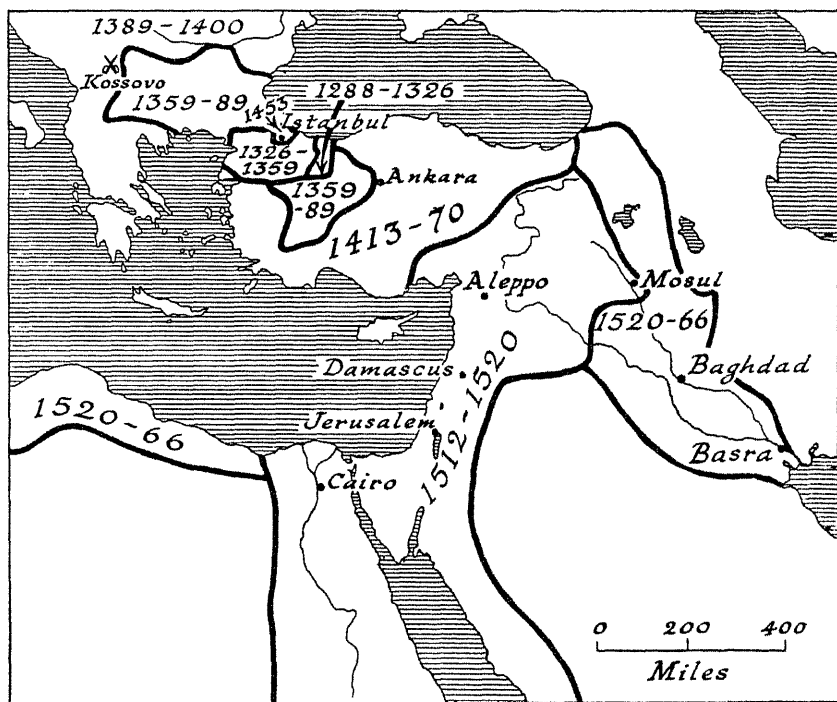 1389-1400
Kossovo
1359-89
1453
Istanbul
1288-1326
1326-
1359
1359
-89
Ankara
1413-70
Aleppo
Mosul
1520-66
Damascus
1512-1520
Baghdad
1520-66
Jerusalem
Basra
Cairo
0 200 400
Miles